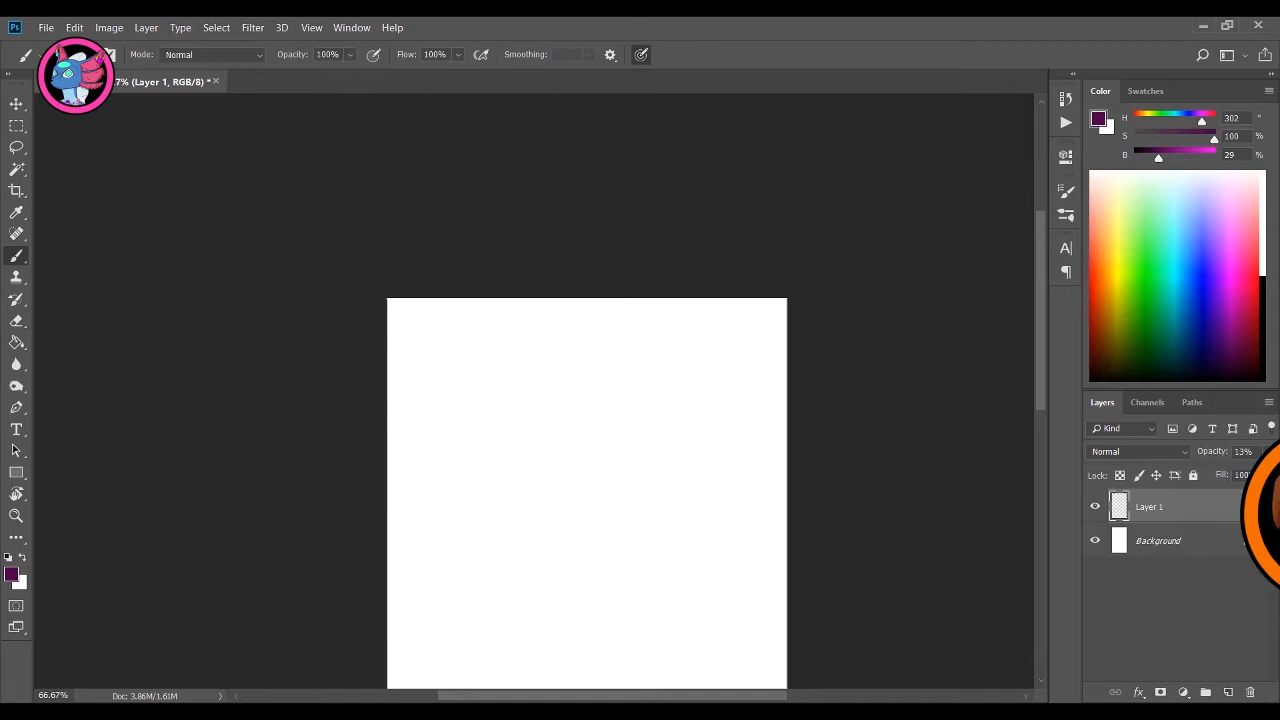 Ps File Edit Image Layer Type Select Filter 3D View Window Help
Mode: Normal Opacity: 100% Flow: 100% Smoothing:
7% (Layer 1, RGB/8) * ×
Color Swatches
H 302 °
S 100 %
B 29 %
Layers Channels Paths
Kind
Normal Opacity: 13%
Lock: Fill: 100
Layer 1
Background
66.67% Doc: 3.86M/1.61M